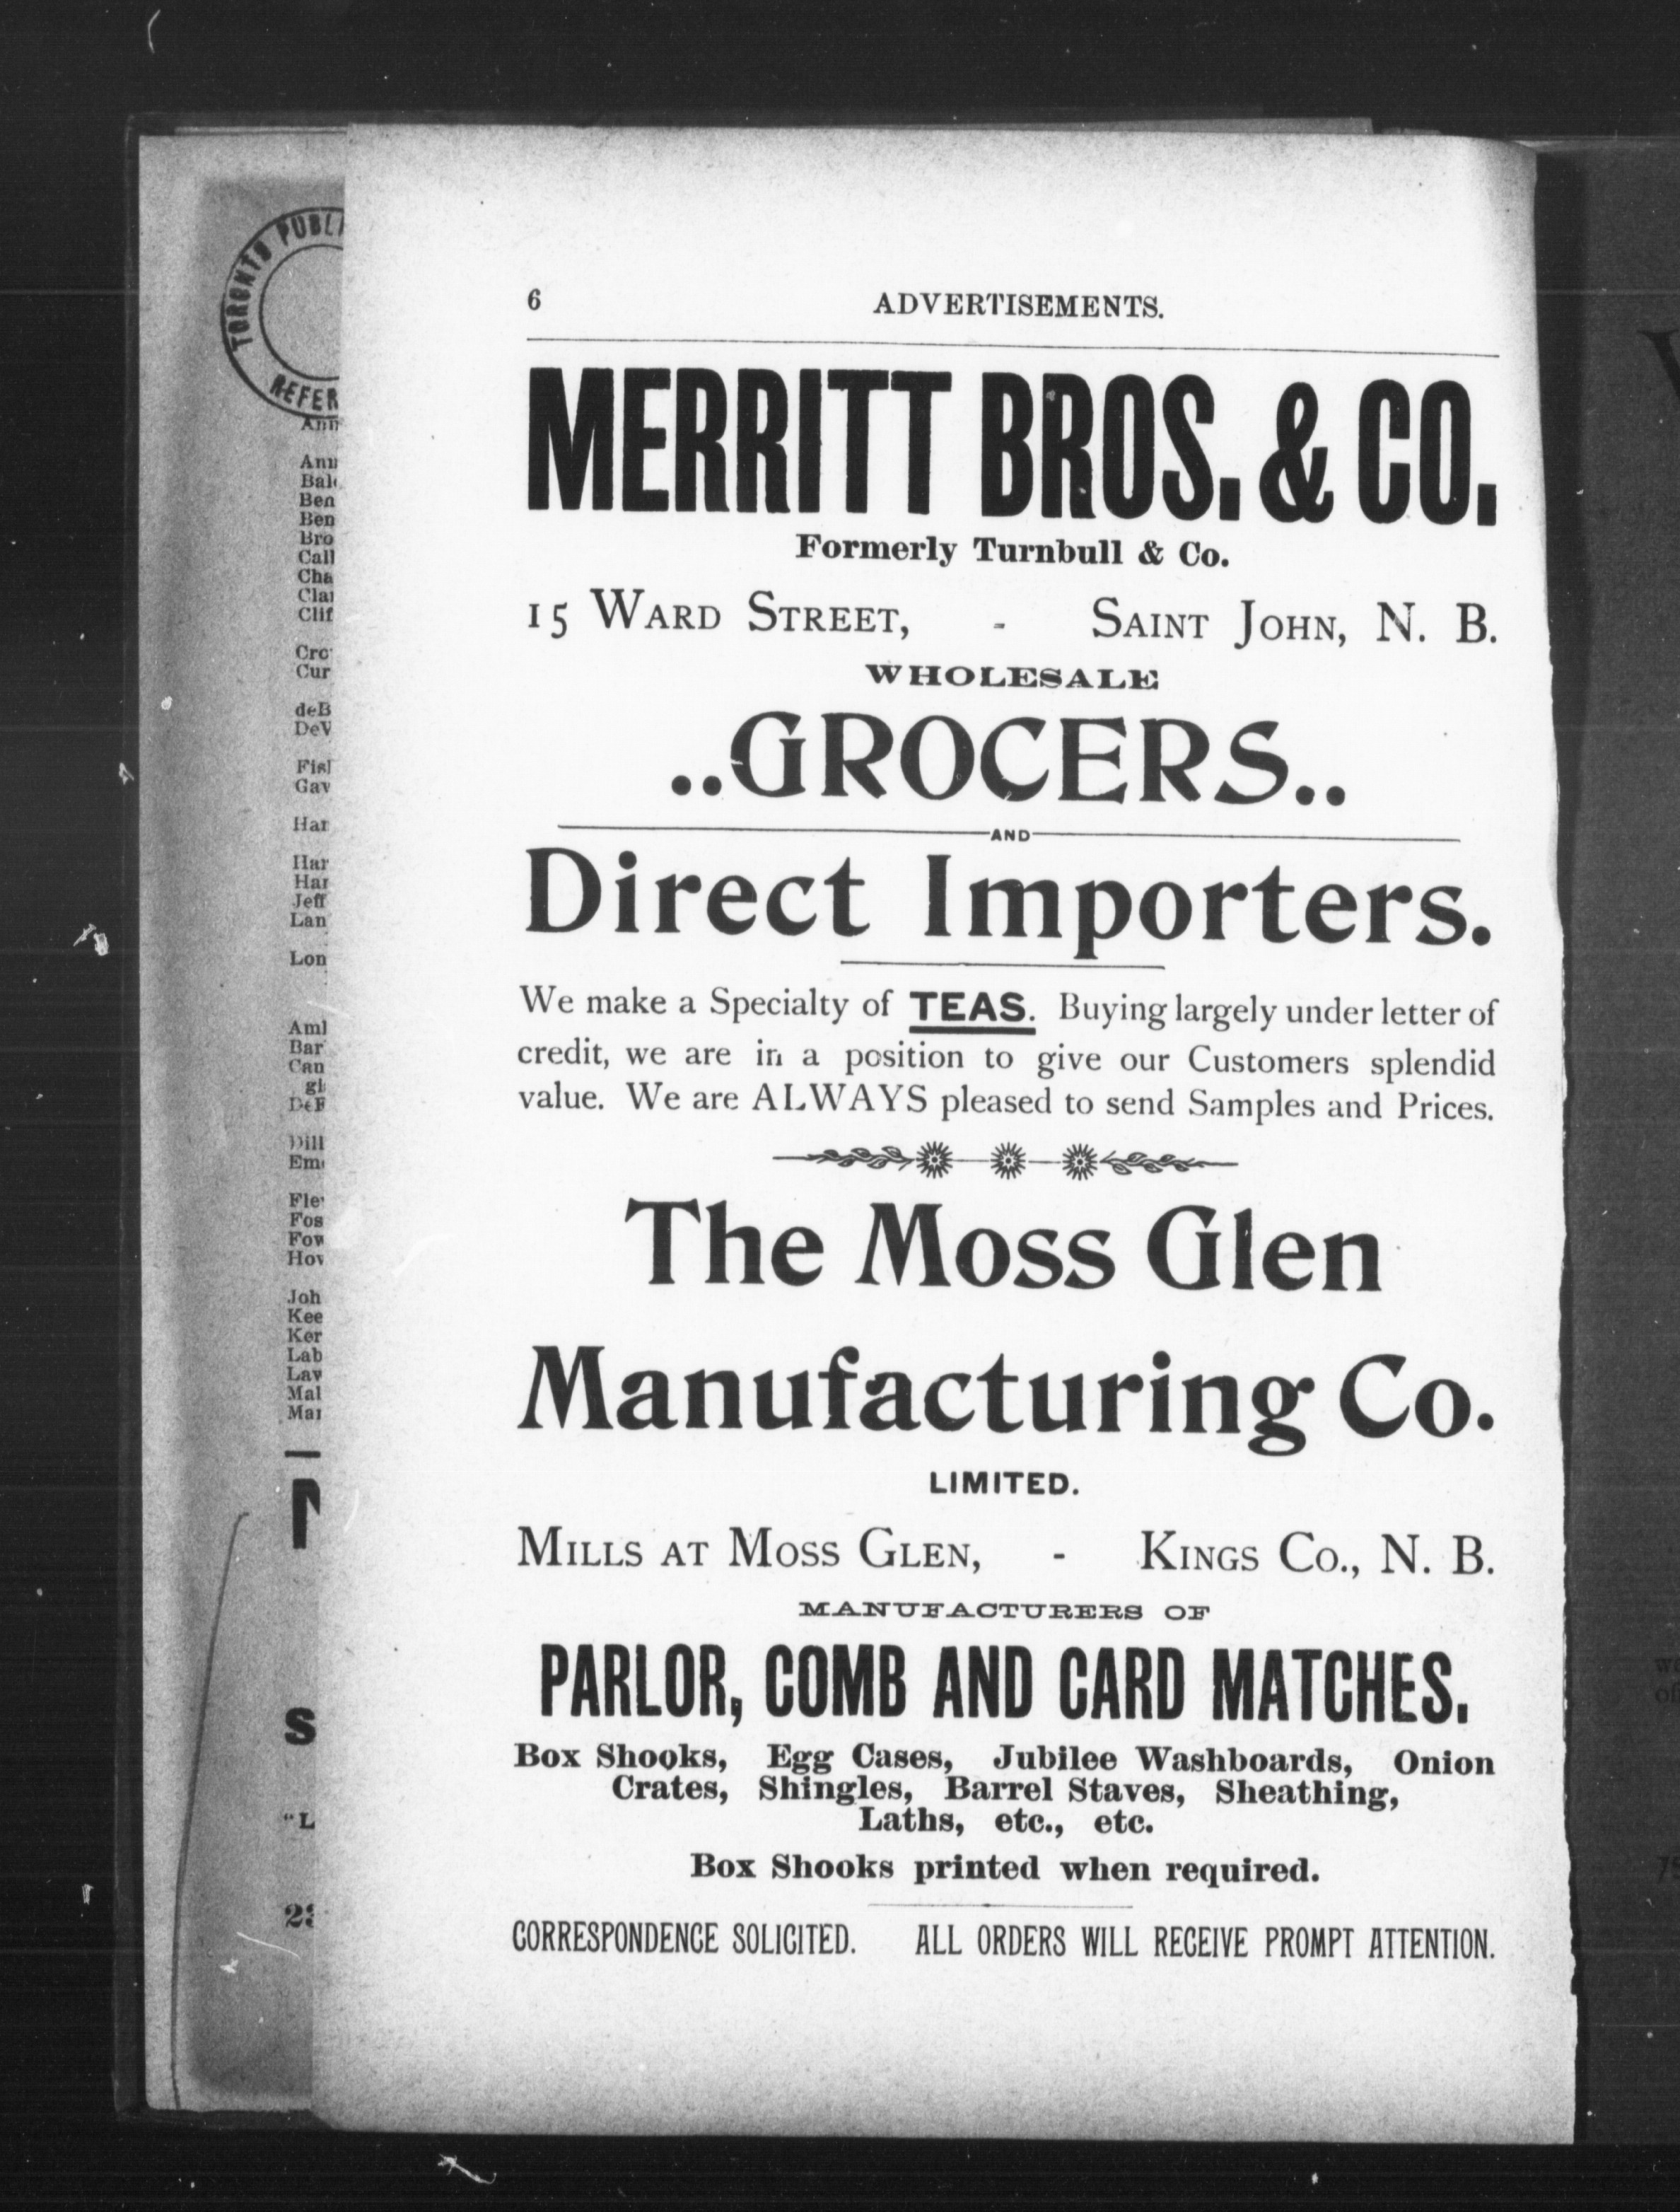 6
ADVERTISEMENTS.
MERRITT BROS. & CO.
Formerly Turnbull & Co.
15 WARD STREET, - SAINT JOHN, N. B.
WHOLESALE
..GROCERS..
AND
Direct Importers.
We make a Specialty of TEAS. Buying largely under letter of
credit, we are in a position to give our Customers splendid
value. We are ALWAYS pleased to send Samples and Prices.
The Moss Glen
Manufacturing Co.
LIMITED.
MILLS AT MOSS GLEN, - KINGS CO., N. B.
MANUFACTURERS OF
PARLOR, COMB AND CARD MATCHES.
Box Shooks, Egg Cases, Jubilee Washboards, Onion
Crates, Shingles, Barrel Staves, Sheathing,
Laths, etc., etc.
Box Shooks printed when required.
CORRESPONDENCE SOLICITED. ALL ORDERS WILL RECEIVE PROMPT ATTENTION.
TORONTO